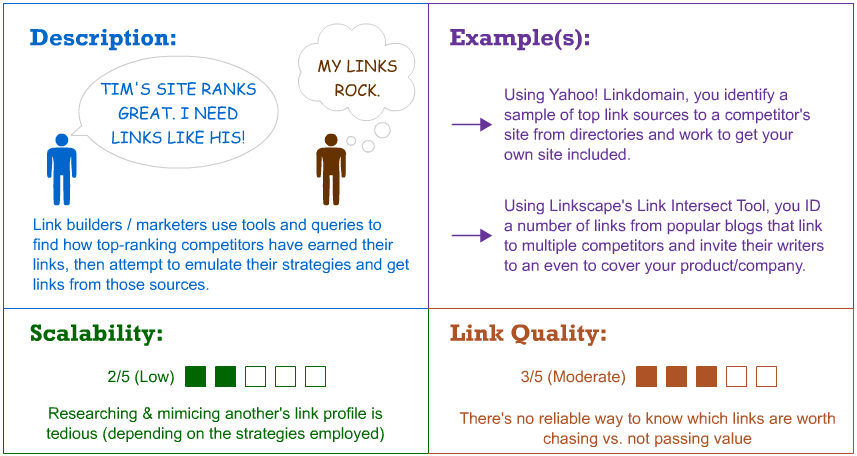 Description:
TIM'S SITE RANKS
GREAT. I NEED
LINKS LIKE HIS!
MY LINKS
ROCK.
Link builders / marketers use tools and queries to
find how top-ranking competitors have earned their
links, then attempt to emulate their strategies and get
links from those sources.
Example(s):
Using Yahoo! Linkdomain, you identify a
sample of top link sources to a competitor's
site from directories and work to get your
own site included.
Using Linkscape's Link Intersect Tool, you ID
a number of links from popular blogs that link
to multiple competitors and invite their writers
to an even to cover your product/company.
Scalability:
2/5 (Low)
Researching & mimicing another's link profile is
tedious (depending on the strategies employed)
Link Quality:
3/5 (Moderate)
There's no reliable way to know which links are worth
chasing vs. not passing value